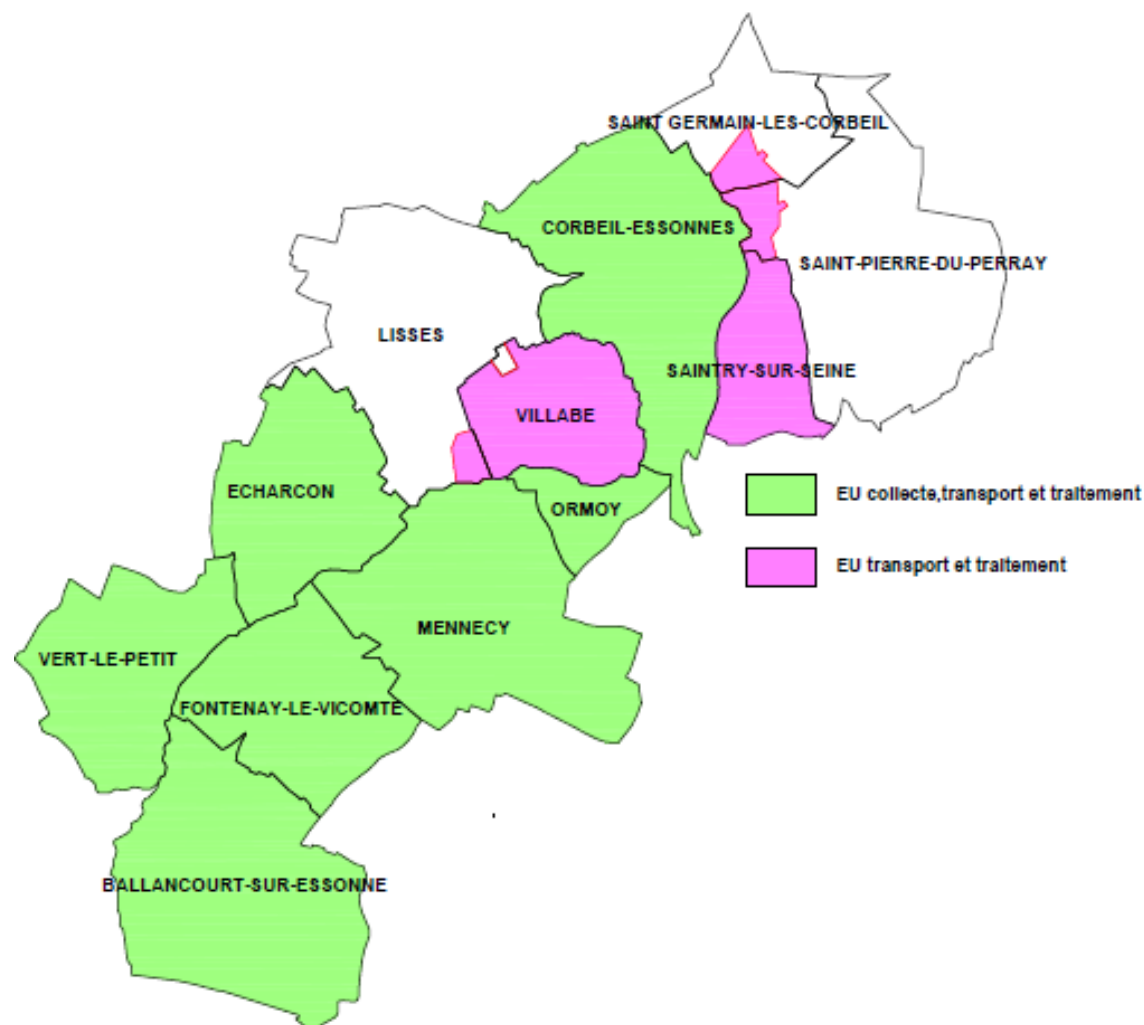 SAINT GERMAIN-LES-CORBEIL
CORBEIL-ESSONNES
SAINT-PIERRE-DU-PERRAY
LISSES
SAINTRY-SUR-SEINE
VILLABE
ECHARCON
EU collecte,transport et traitement
ORMOY
EU transport et traitement
MENNECY
VERT-LE-PETIT
FONTENAY-LE-VICOMTE
BALLANCOURT-SUR-ESSONNE